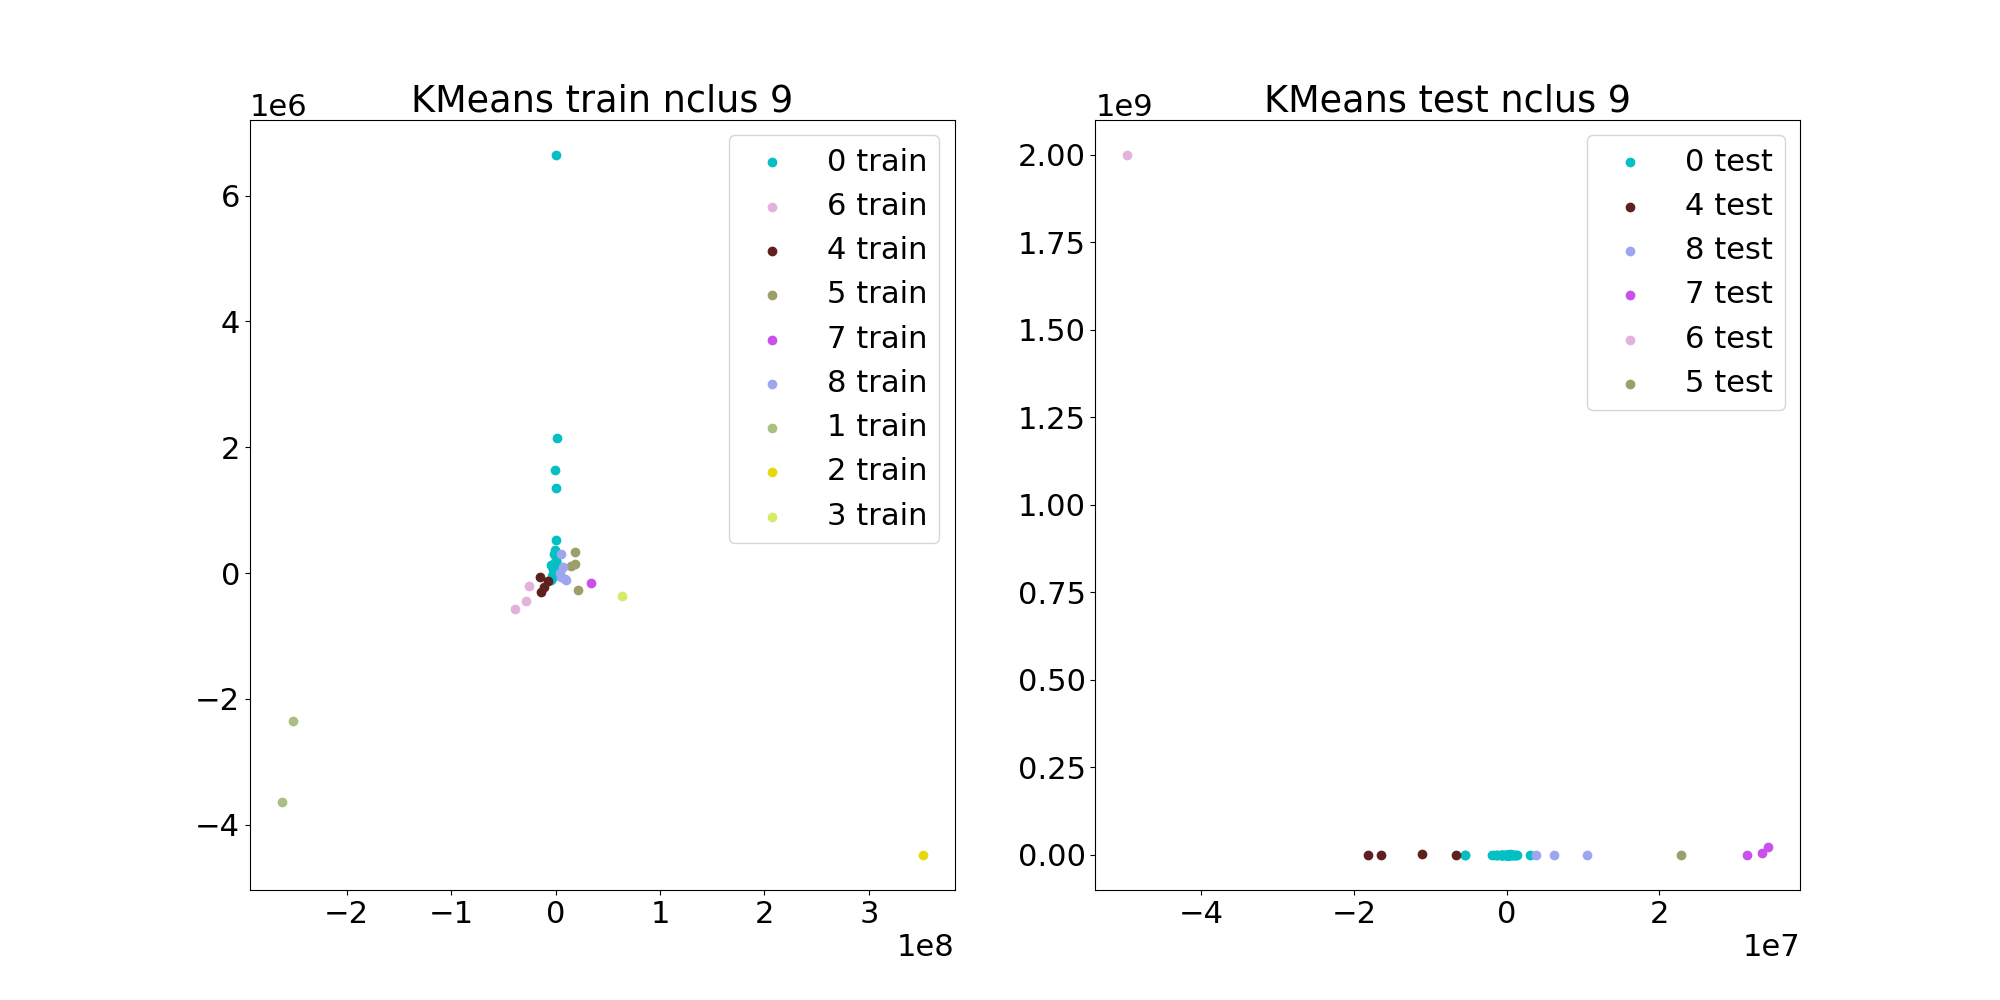 KMeans train nclus 9
1e6
6
4
2
0
−2
−4
−2
−1
0
1
2
3
1e8
0 train
6 train
4 train
5 train
7 train
8 train
1 train
2 train
3 train
KMeans test nclus 9
1e9
2.00
1.75
1.50
1.25
1.00
0.75
0.50
0.25
0.00
−4
−2
0
2
1e7
0 test
4 test
8 test
7 test
6 test
5 test